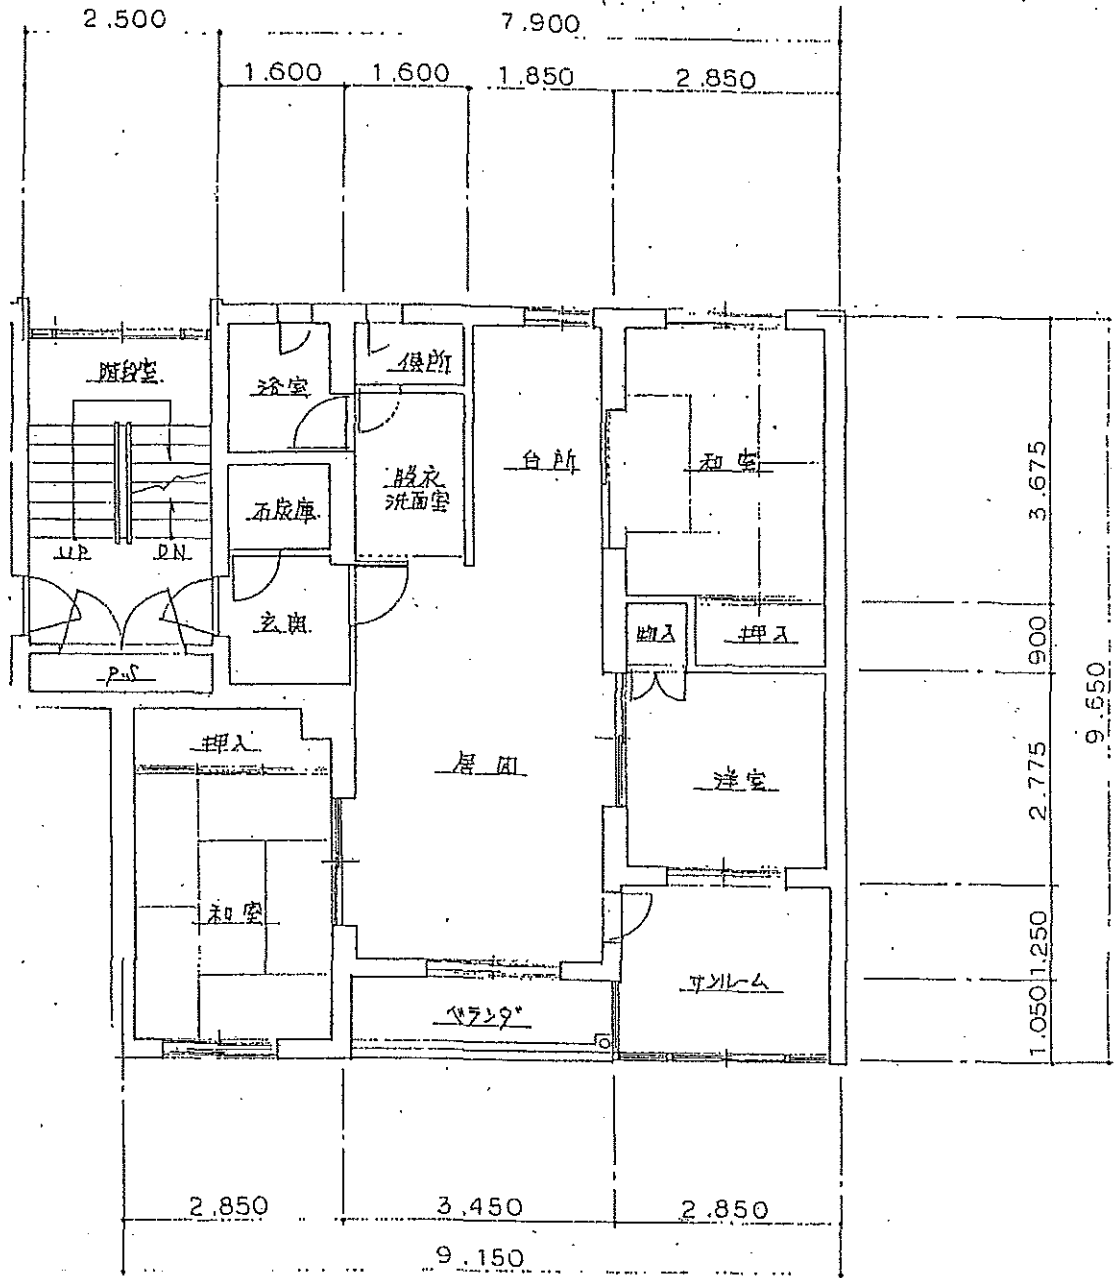 2.500
7.900
1.600
1.600
1.850
2.850
階段室
浴室
便所
脱衣
洗面室
台所
和室
石炭庫
UP
DN
玄関
P.S
物入
押入
押入
居間
洋室
和室
ベランダ
サンルーム
3.675
900
2.775
1.250
1.050
9.650
2.850
3.450
2.850
9.150